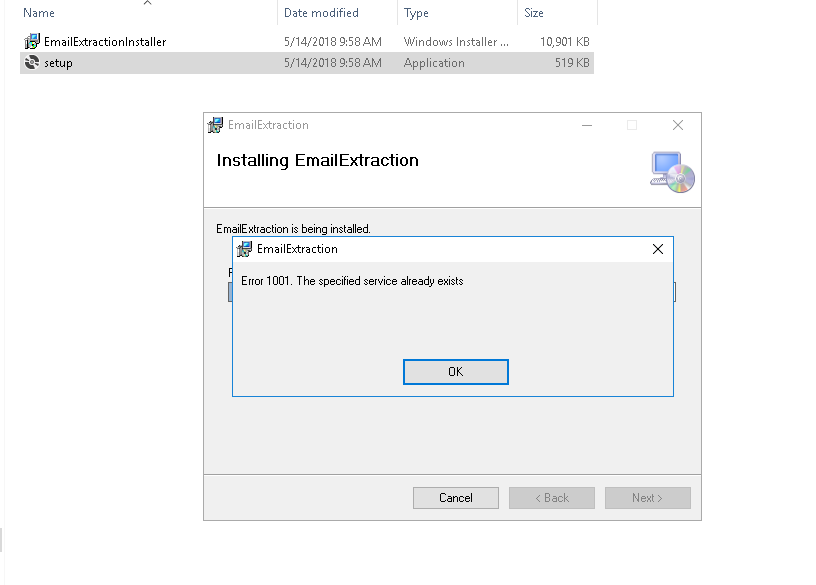 Name Date modified Type Size
EmailExtractionInstaller 5/14/2018 9:58 AM Windows Installer ... 10,901 KB
setup 5/14/2018 9:58 AM Application 519 KB
EmailExtraction
Installing EmailExtraction
EmailExtraction is being installed.
EmailExtraction
Error 1001. The specified service already exists
OK
Cancel < Back Next >